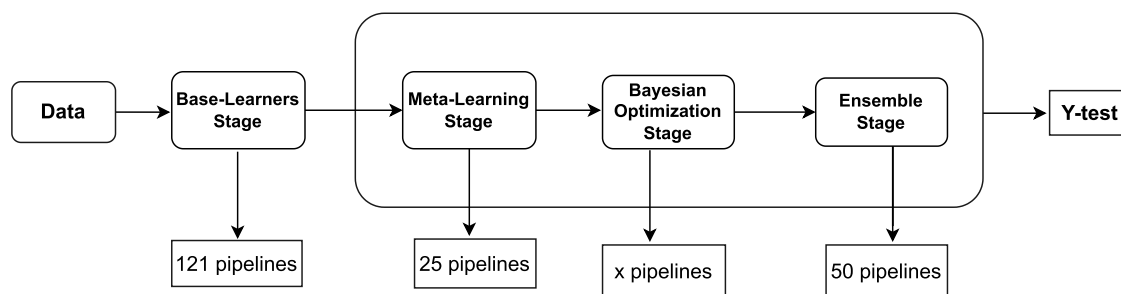 Data
Base-Learners
Stage
Meta-Learning
Stage
Bayesian
Optimization
Stage
Ensemble
Stage
Y-test
121 pipelines
25 pipelines
x pipelines
50 pipelines